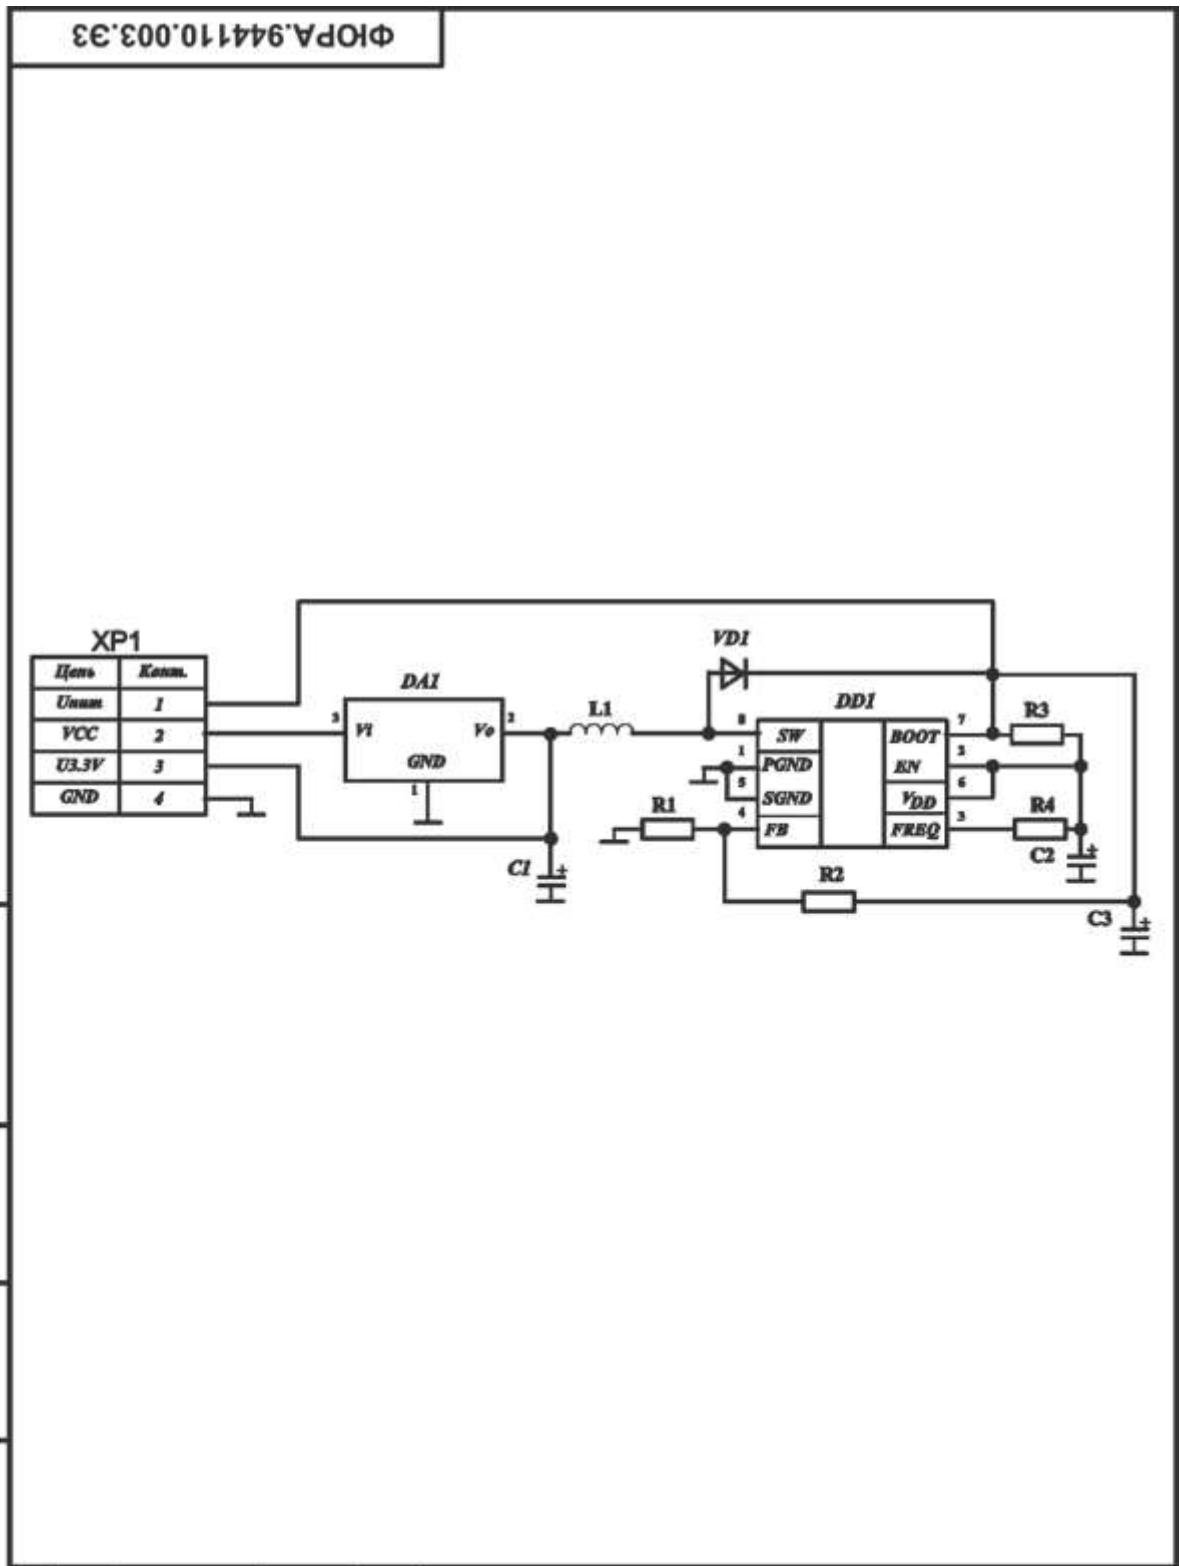 ФЮРА.944110.003.ЭЗ
XP1
Цепь Конт.
Uпит 1
VCC 2
U3.3V 3
GND 4
DA1
3 Vi Vo 2
GND
1
L1
VD1
DD1
8 SW BOOT 7
1 PGND EN 2
5 SGND VDD 6
4 FB FREQ 3
R3
R1
R4
C1 +
C2 +
R2
C3 +